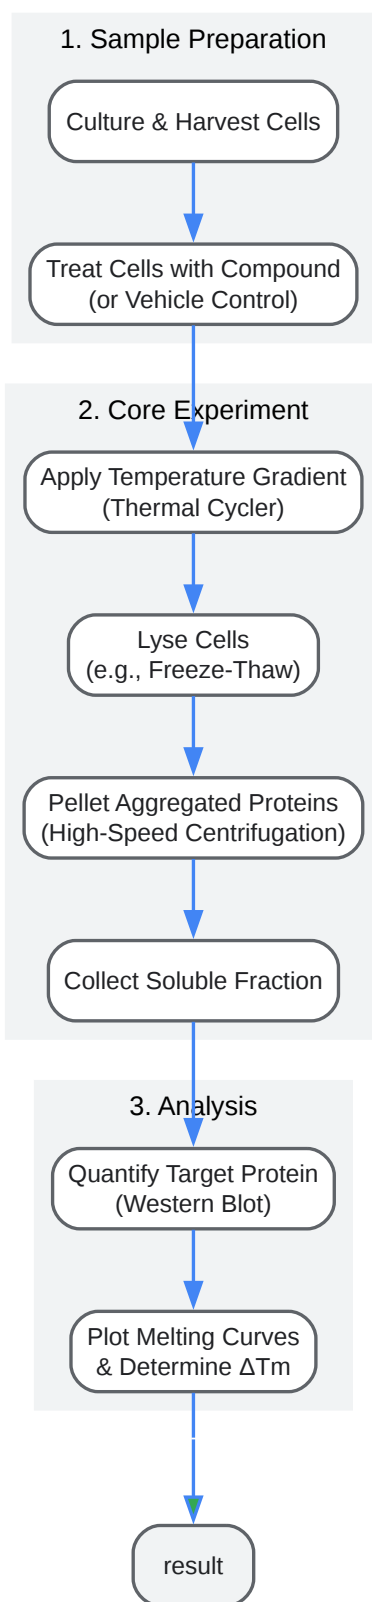 1. Sample Preparation
Culture & Harvest Cells
Treat Cells with Compound
(or Vehicle Control)
2. Core Experiment
Apply Temperature Gradient
(Thermal Cycler)
Lyse Cells
(e.g., Freeze-Thaw)
Pellet Aggregated Proteins
(High-Speed Centrifugation)
Collect Soluble Fraction
3. Analysis
Quantify Target Protein
(Western Blot)
Plot Melting Curves
& Determine ΔTm
result